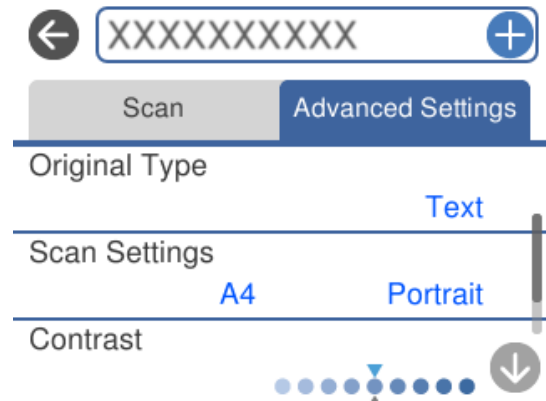 XXXXXXXXXX
Scan Advanced Settings
Original Type
Text
Scan Settings
A4 Portrait
Contrast